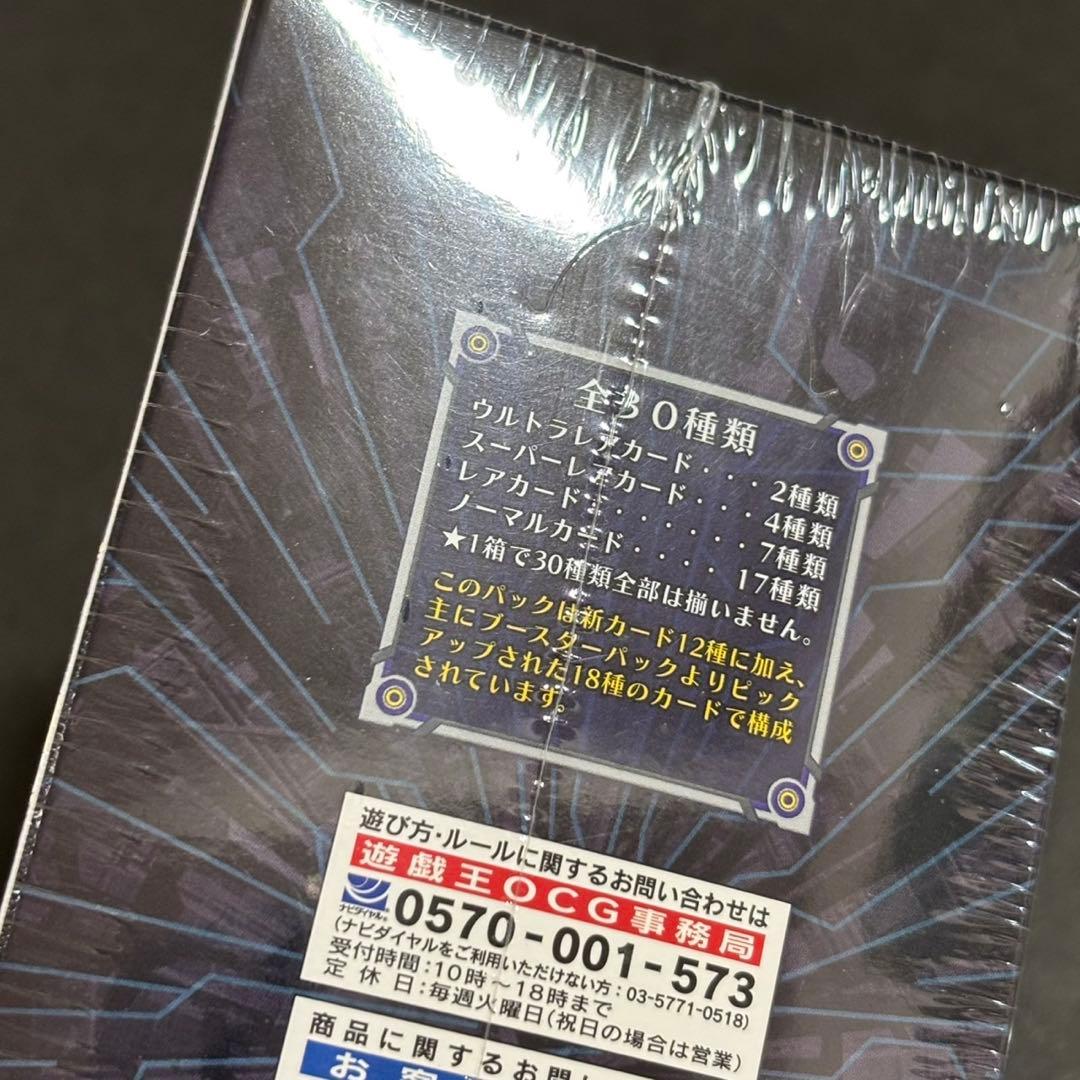 全30種類
ウルトラレアカード・・・2種類
スーパーレアカード・・・・4種類
レアカード・・・・・・・7種類
ノーマルカード・・・・・17種類
★1箱で30種類全部は揃いません。
このパックは新カード12種に加え、
主にブースターパックよりピック
アップされた18種のカードで構成
されています。
遊び方・ルールに関するお問い合わせは
遊戯王OCG事務局
ナビダイヤル® 0570-001-573
(ナビダイヤルをご利用いただけない方:03-5771-0518)
受付時間:10時～18時まで
定休日:毎週火曜日(祝日の場合は営業)
商品に関するお問
お客